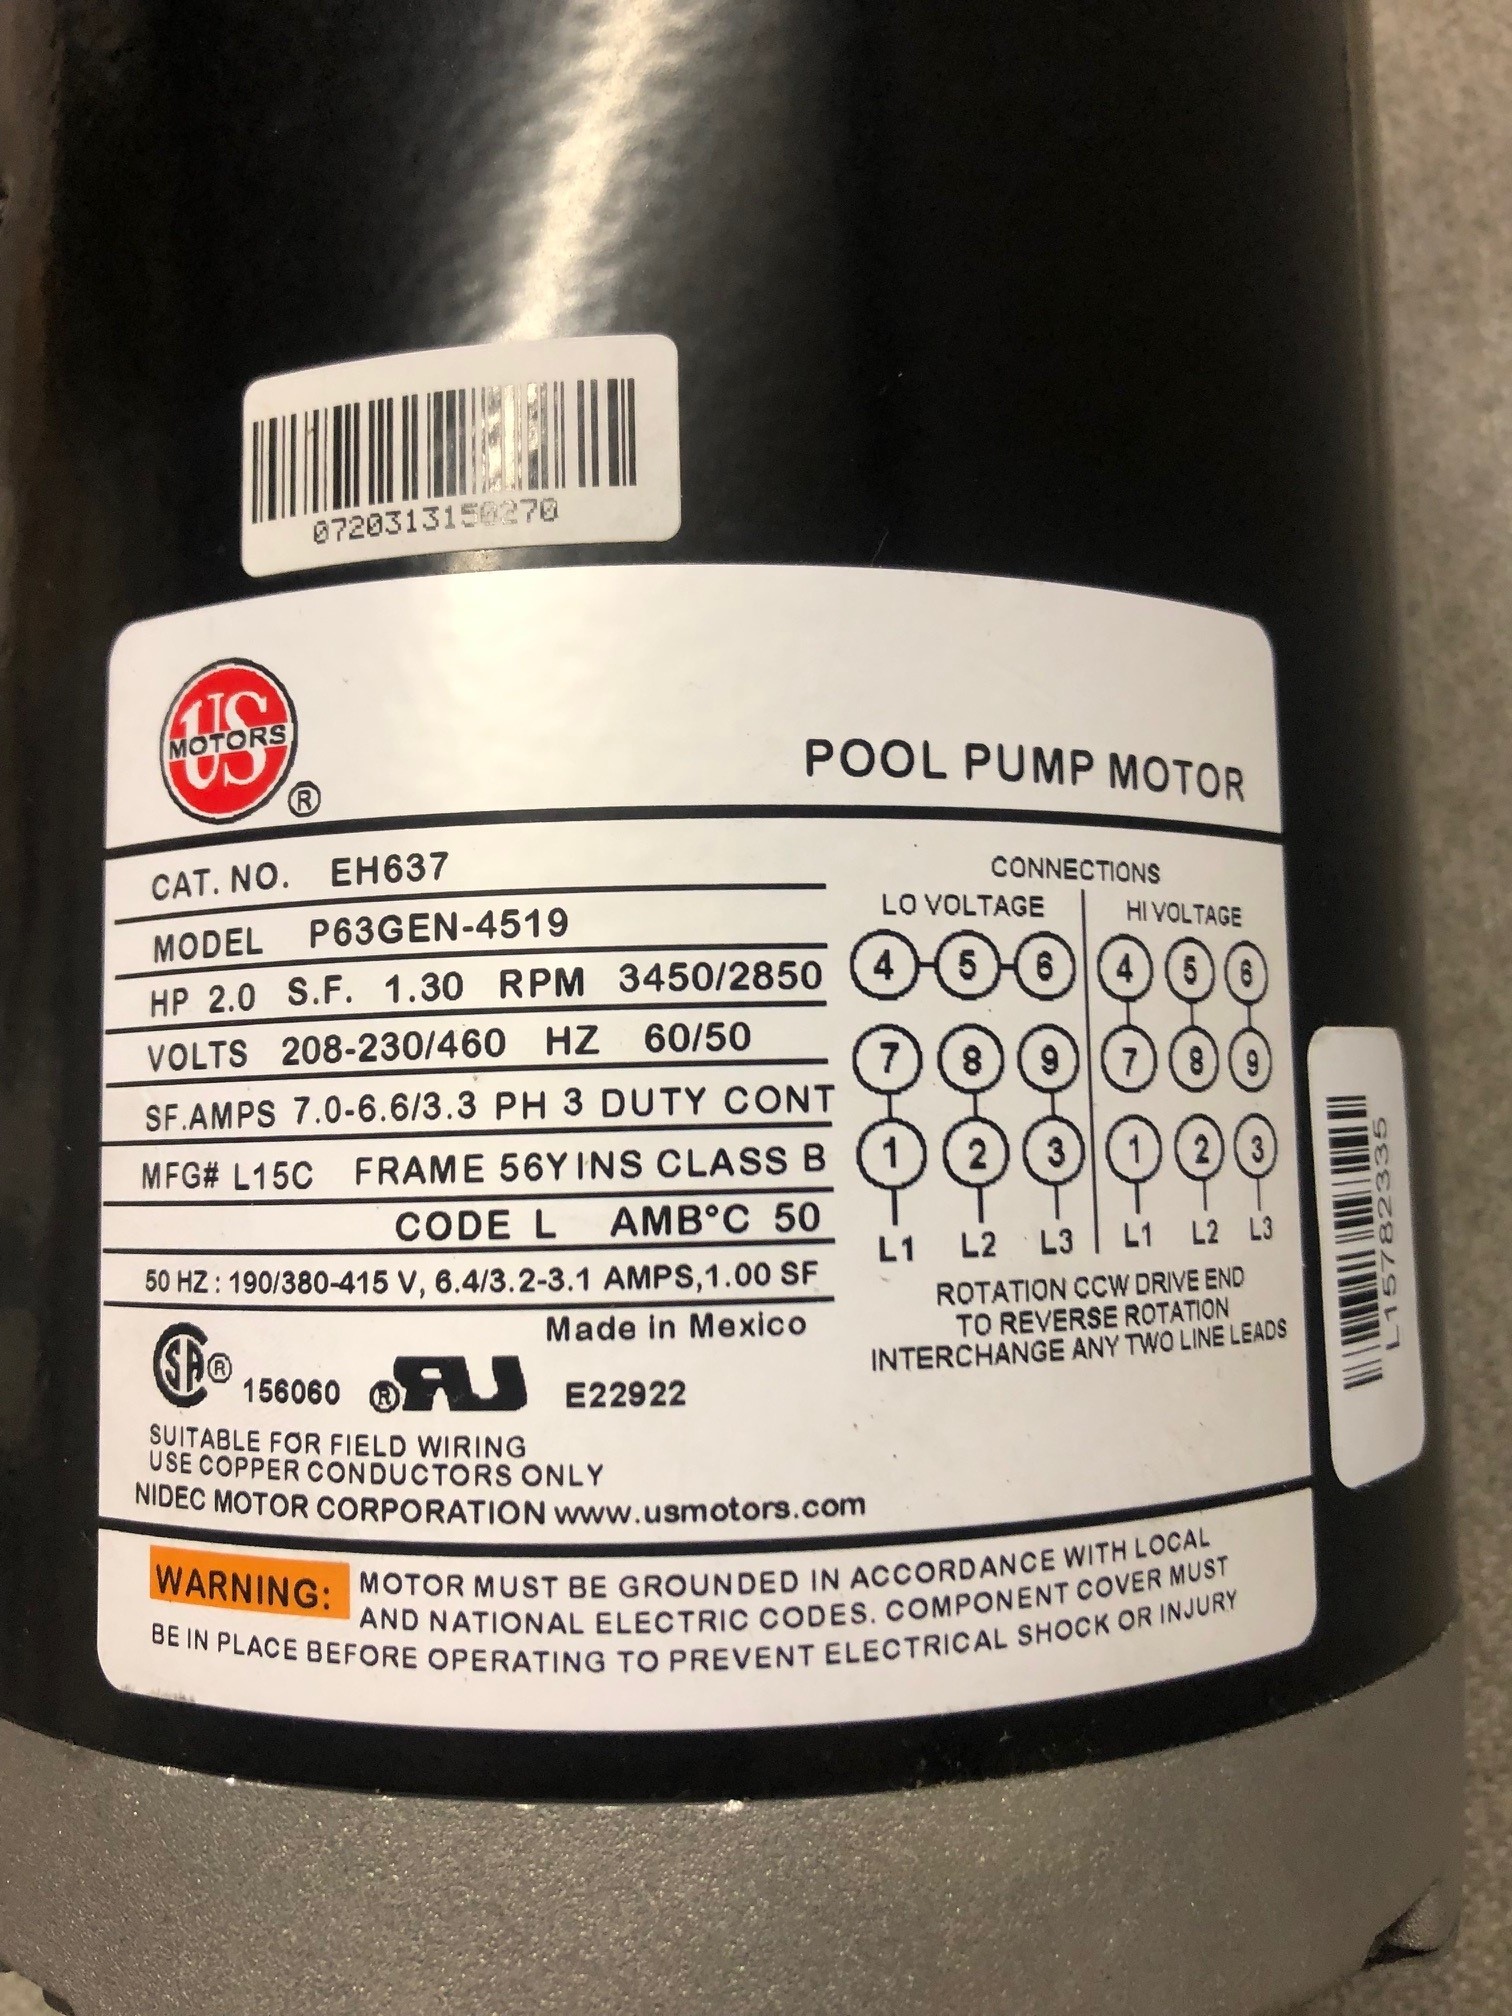 0720313150270
US
MOTORS
®
POOL PUMP MOTOR
CAT. NO. EH637
MODEL P63GEN-4519
HP 2.0 S.F. 1.30 RPM 3450/2850
VOLTS 208-230/460 HZ 60/50
SF.AMPS 7.0-6.6/3.3 PH 3 DUTY CONT
MFG# L15C FRAME 56Y INS CLASS B
CODE L AMB°C 50
50 HZ : 190/380-415 V, 6.4/3.2-3.1 AMPS,1.00 SF
Made in Mexico
SA ® 156060 ® RU E22922
SUITABLE FOR FIELD WIRING
USE COPPER CONDUCTORS ONLY
NIDEC MOTOR CORPORATION www.usmotors.com
CONNECTIONS
LO VOLTAGE HI VOLTAGE
4 5 6 4 5 6
7 8 9 7 8 9
1 2 3 1 2 3
L1 L2 L3 L1 L2 L3
ROTATION CCW DRIVE END
TO REVERSE ROTATION
INTERCHANGE ANY TWO LINE LEADS
L15782335
WARNING: MOTOR MUST BE GROUNDED IN ACCORDANCE WITH LOCAL
AND NATIONAL ELECTRIC CODES. COMPONENT COVER MUST
BE IN PLACE BEFORE OPERATING TO PREVENT ELECTRICAL SHOCK OR INJURY